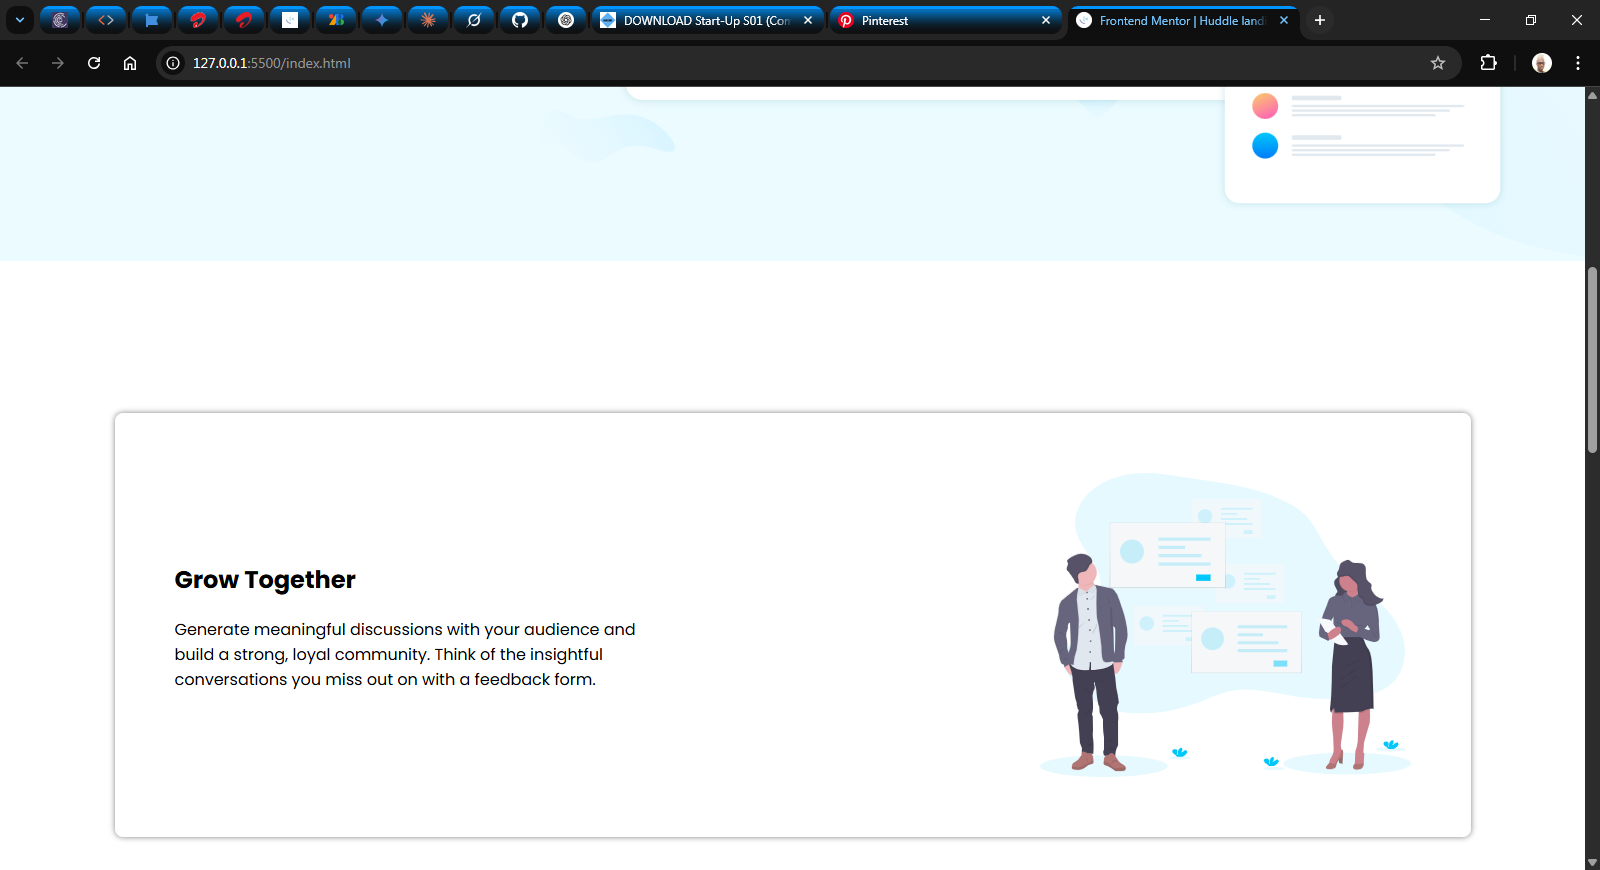 DOWNLOAD Start-Up S01 (Con
Pinterest
Frontend Mentor | Huddle landi
127.0.0.1:5500/index.html
Grow Together
Generate meaningful discussions with your audience and
build a strong, loyal community. Think of the insightful
conversations you miss out on with a feedback form.